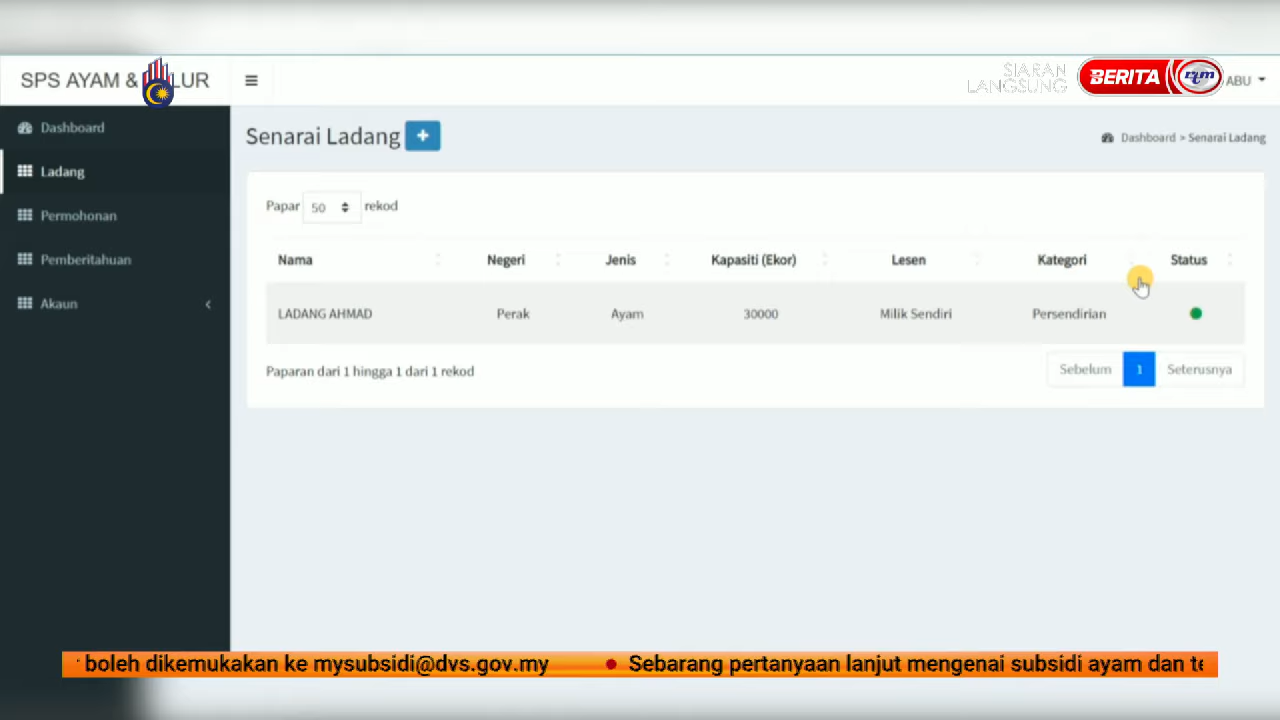 SPS AYAM & LUR
SIARAN
LANGSUNG
BERITA rtm
ABU
Dashboard
Ladang
Permohonan
Pemberitahuan
Akaun
Senarai Ladang +
Dashboard > Senarai Ladang
Papar 50 rekod
Nama Negeri Jenis Kapasiti (Ekor) Lesen Kategori Status
LADANG AHMAD Perak Ayam 30000 Milik Sendiri Persendirian
Paparan dari 1 hingga 1 dari 1 rekod
Sebelum 1 Seterusnya
boleh dikemukakan ke mysubsidi@dvs.gov.my • Sebarang pertanyaan lanjut mengenai subsidi ayam dan te